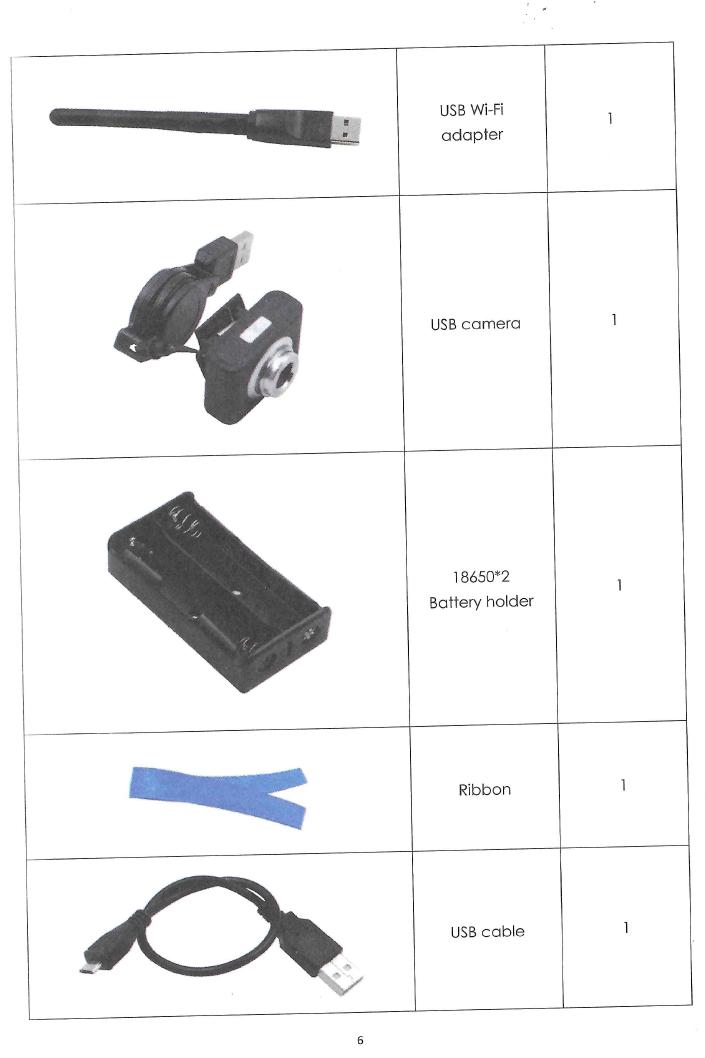 USB Wi-Fi
adapter
1
USB camera
1
18650*2
Battery holder
1
Ribbon
1
USB cable
1
6